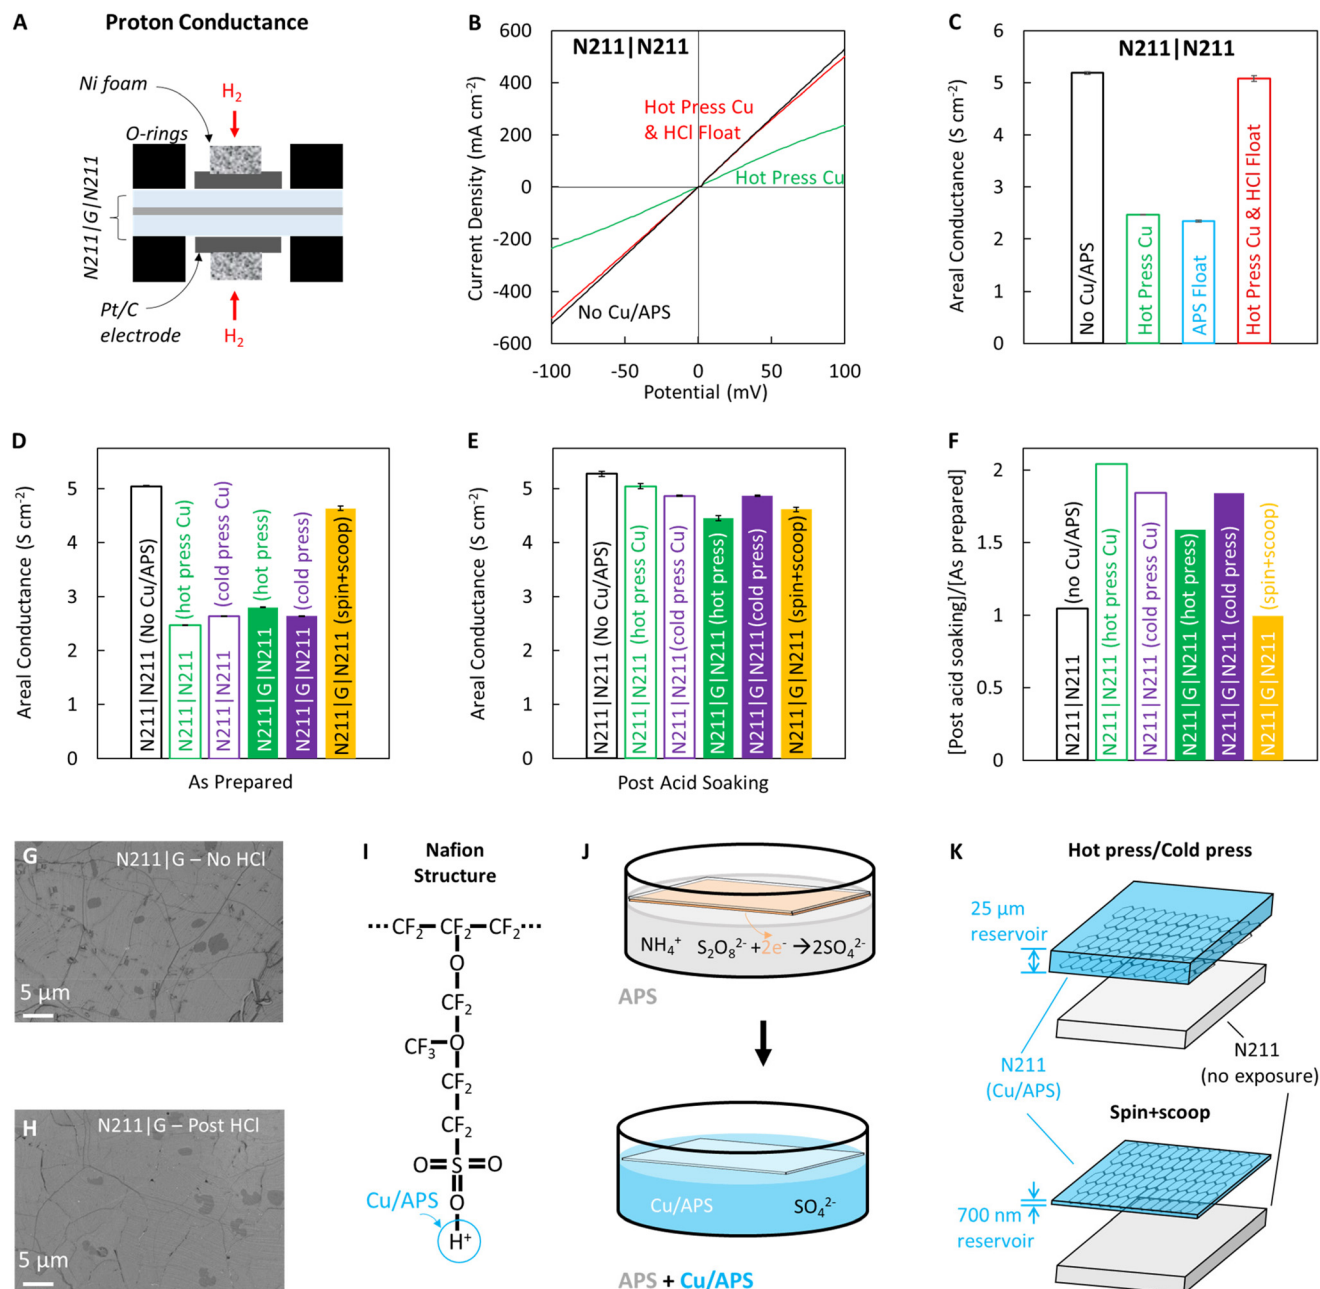 A
Proton Conductance
Ni foam
H2
O-rings
N211|G|N211
Pt/C
electrode
H2
B
N211|N211
Current Density (mA cm-2)
600
400
200
0
-200
-400
-600
Hot Press Cu
& HCl Float
Hot Press Cu
No Cu/APS
-100
-50
0
50
100
Potential (mV)
C
N211|N211
Areal Conductance (S cm-2)
6
5
4
3
2
1
0
No Cu/APS
Hot Press Cu
APS Float
Hot Press Cu & HCl Float
D
Areal Conductance (S cm-2)
5
4
3
2
1
0
N211|N211 (No Cu/APS)
N211|N211 (hot press Cu)
N211|N211 (cold press Cu)
N211|G|N211 (hot press)
N211|G|N211 (cold press)
N211|G|N211 (spin+scoop)
As Prepared
E
Areal Conductance (S cm-2)
5
4
3
2
1
0
N211|N211 (No Cu/APS)
N211|N211 (hot press Cu)
N211|N211 (cold press Cu)
N211|G|N211 (hot press)
N211|G|N211 (cold press)
N211|G|N211 (spin+scoop)
Post Acid Soaking
F
[Post acid soaking]/[As prepared]
2
1.5
1
0.5
0
N211|N211 (no Cu/APS)
N211|N211 (hot press Cu)
N211|N211 (cold press Cu)
N211|G|N211 (hot press)
N211|G|N211 (cold press)
N211|G|N211 (spin+scoop)
G
N211|G – No HCl
5 µm
H
N211|G – Post HCl
5 µm
I
Nafion
Structure
CF2 CF2 CF2
O
CF2
CF3 O
CF2
CF2
O S O
O
Cu/APS
H+
J
NH4+ S2O82- +2e- →2SO42-
APS
Cu/APS SO42-
APS + Cu/APS
K
Hot press/Cold press
25 µm
reservoir
N211
(Cu/APS)
N211
(no exposure)
Spin+scoop
700 nm
reservoir